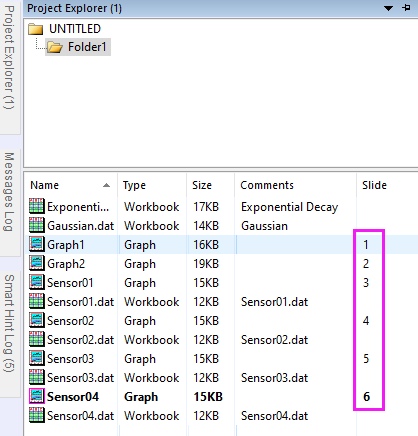 Project Explorer (1)
Messages Log
Smart Hint Log (5)
Project Explorer (1)
UNTITLED
Folder1
Name Type Size Comments Slide
Exponenti... Workbook 17KB Exponential Decay
Gaussian.dat Workbook 14KB Gaussian
Graph1 Graph 16KB 1
Graph2 Graph 19KB 2
Sensor01 Graph 15KB 3
Sensor01.dat Workbook 12KB Sensor01.dat
Sensor02 Graph 15KB 4
Sensor02.dat Workbook 12KB Sensor02.dat
Sensor03 Graph 15KB 5
Sensor03.dat Workbook 12KB Sensor03.dat
Sensor04 Graph 15KB 6
Sensor04.dat Workbook 12KB Sensor04.dat